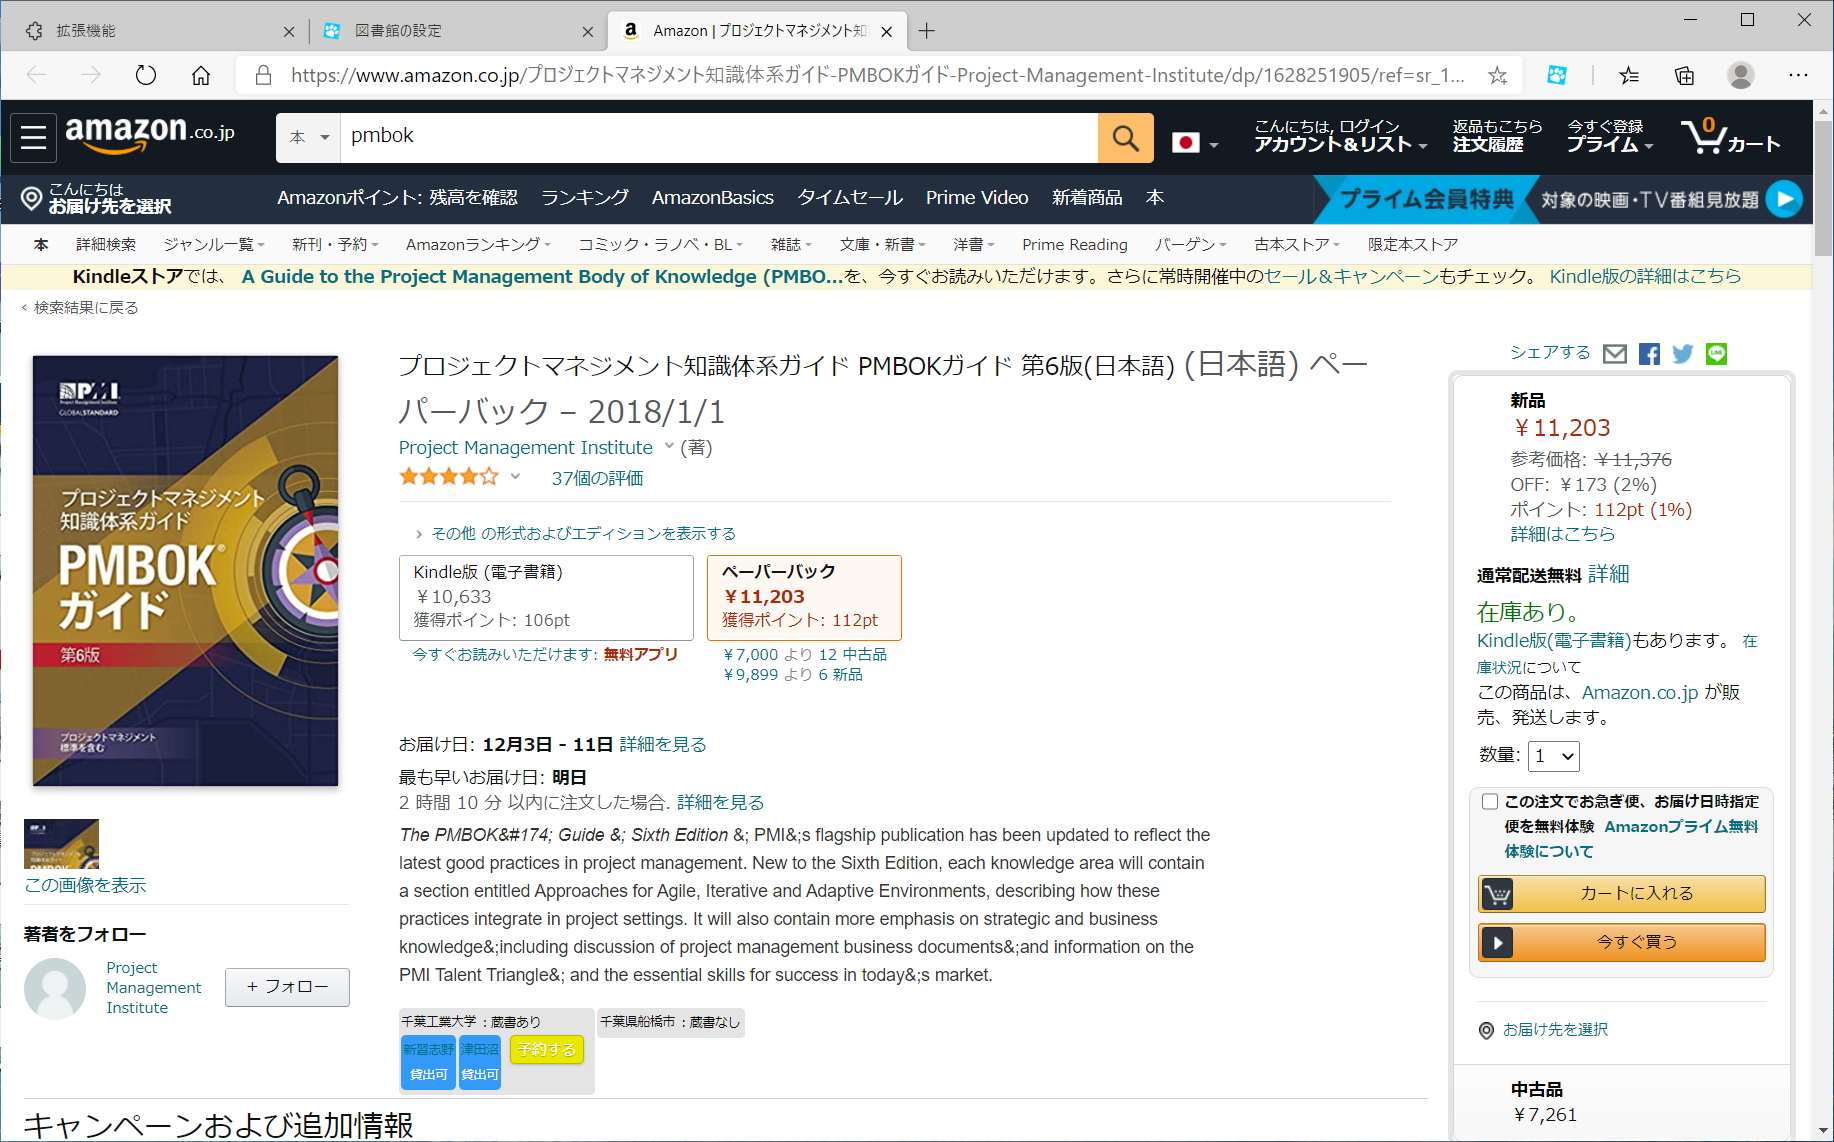 拡張機能
図書館の設定
Amazon | プロジェクトマネジメント知
https://www.amazon.co.jp/プロジェクトマネジメント知識体系ガイド-PMBOKガイド-Project-Management-Institute/dp/1628251905/ref=sr_1...
amazon.co.jp
本
pmbok
こんにちは, ログイン
アカウント&リスト
返品もこちら
注文履歴
今すぐ登録
プライム
0
カート
こんにちは
お届け先を選択
Amazonポイント: 残高を確認
ランキング
AmazonBasics
タイムセール
Prime Video
新着商品
本
プライム会員特典
対象の映画・TV番組見放題
本
詳細検索
ジャンル一覧
新刊・予約
Amazonランキング
コミック・ラノベ・BL
雑誌
文庫・新書
洋書
Prime Reading
バーゲン
古本ストア
限定本ストア
Kindleストアでは、 A Guide to the Project Management Body of Knowledge (PMBO...を、今すぐお読みいただけます。さらに常時開催中のセール&キャンペーンもチェック。 Kindle版の詳細はこちら
‹ 検索結果に戻る
PMI
Project Management Institute
GLOBAL STANDARD
プロジェクトマネジメント
知識体系ガイド
PMBOK®
ガイド
第6版
プロジェクトマネジメント
標準を含む
この画像を表示
著者をフォロー
Project
Management
Institute
+ フォロー
プロジェクトマネジメント知識体系ガイド PMBOKガイド 第6版(日本語) (日本語) ペー
パーバック – 2018/1/1
Project Management Institute (著)
37個の評価
› その他 の形式およびエディションを表示する
Kindle版 (電子書籍)
￥10,633
獲得ポイント: 106pt
今すぐお読みいただけます: 無料アプリ
ペーパーバック
￥11,203
獲得ポイント: 112pt
￥7,000 より 12 中古品
￥9,899 より 6 新品
お届け日: 12月3日 - 11日 詳細を見る
最も早いお届け日: 明日
2 時間 10 分 以内に注文した場合. 詳細を見る
The PMBOK&#174; Guide &; Sixth Edition &; PMI&;s flagship publication has been updated to reflect the
latest good practices in project management. New to the Sixth Edition, each knowledge area will contain
a section entitled Approaches for Agile, Iterative and Adaptive Environments, describing how these
practices integrate in project settings. It will also contain more emphasis on strategic and business
knowledge&;including discussion of project management business documents&;and information on the
PMI Talent Triangle&; and the essential skills for success in today&;s market.
千葉工業大学 : 蔵書あり
新習志野
貸出可
津田沼
貸出可
予約する
千葉県船橋市 : 蔵書なし
キャンペーンおよび追加情報
シェアする
新品
￥11,203
参考価格: ￥11,376
OFF: ￥173 (2%)
ポイント: 112pt (1%)
詳細はこちら
通常配送無料 詳細
在庫あり。
Kindle版(電子書籍)もあります。 在
庫状況について
この商品は、Amazon.co.jp が販
売、発送します。
数量: 1
この注文でお急ぎ便、お届け日時指定
便を無料体験 Amazonプライム無料
体験について
カートに入れる
今すぐ買う
お届け先を選択
中古品
￥7,261